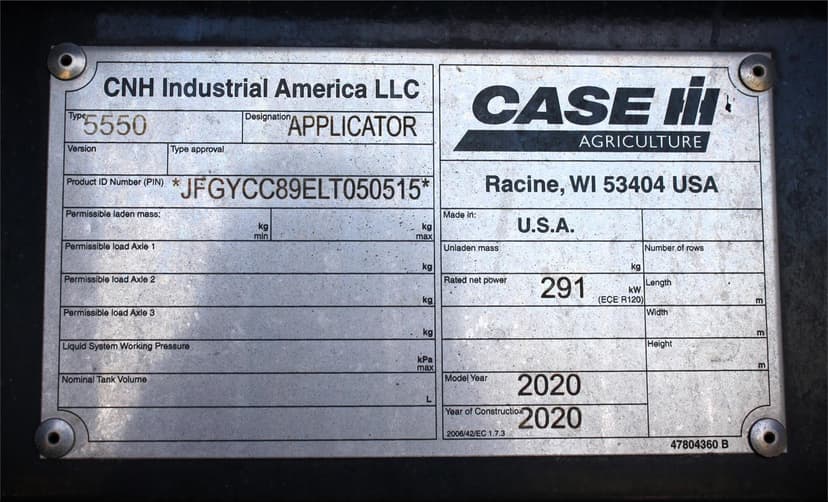 CNH Industrial America LLC
Type 5550 Designation APPLICATOR
Version Type approval
Product ID Number (PIN) *JFGYCC89ELT050515*
Permissible laden mass: kg min kg max
Permissible load Axle 1 kg
Permissible load Axle 2 kg
Permissible load Axle 3 kg
Liquid System Working Pressure kPa max
Nominal Tank Volume L
CASE IH
AGRICULTURE
Racine, WI 53404 USA
Made in: U.S.A.
Unladen mass kg Number of rows
Rated net power 291 kW (ECE R120) Length m
Width m
Height m
Model Year 2020
Year of Construction 2020
2006/42/EC 1.7.3
47804360 B